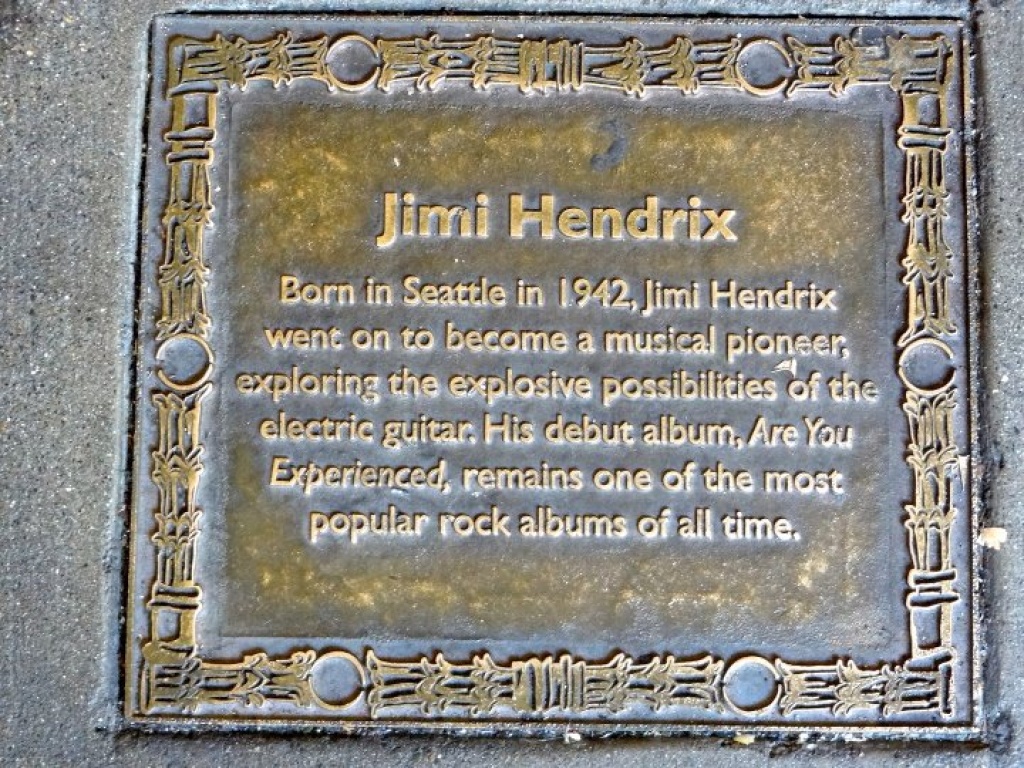 Jimi Hendrix
Born in Seattle in 1942, Jimi Hendrix
went on to become a musical pioneer,
exploring the explosive possibilities of the
electric guitar. His debut album, Are You
Experienced, remains one of the most
popular rock albums of all time.